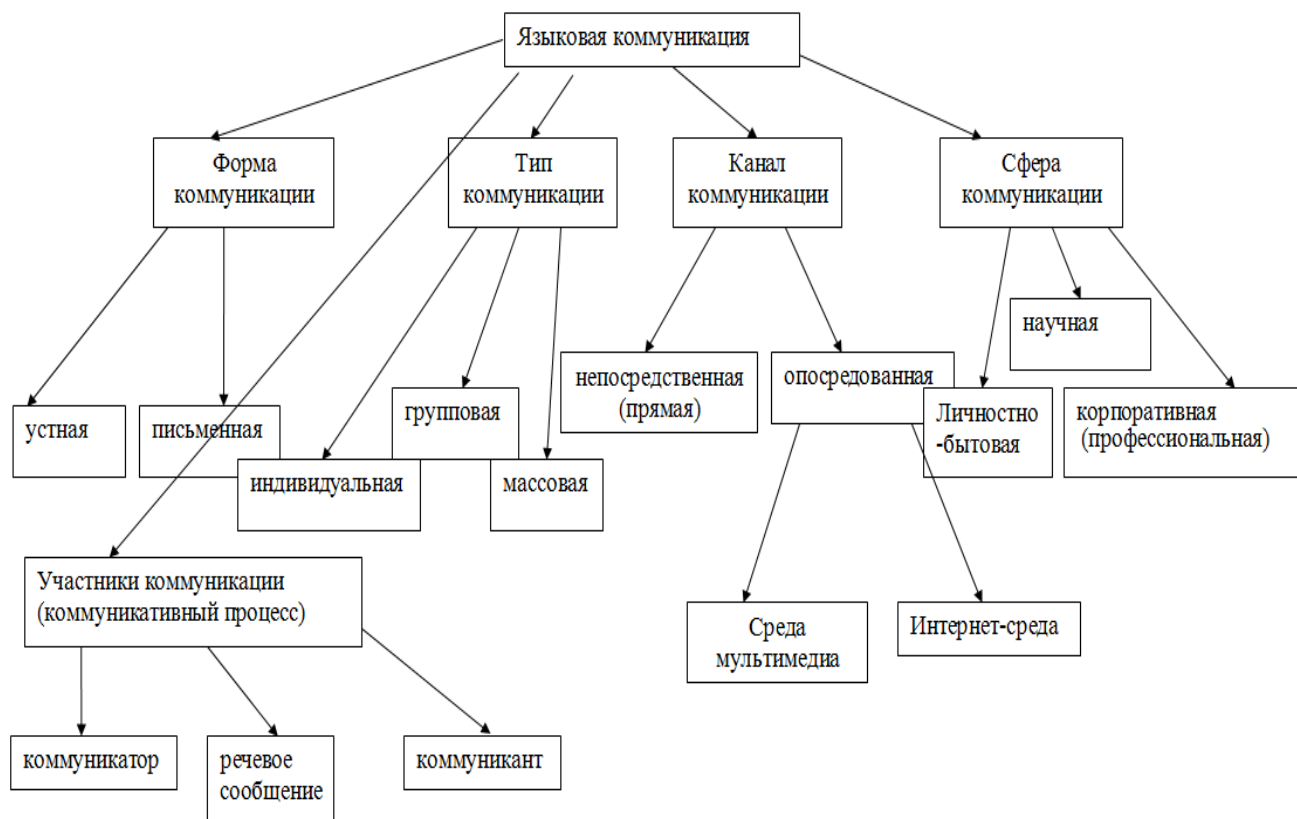 Языковая коммуникация
Форма
коммуникации
Тип
коммуникации
Канал
коммуникации
Сфера
коммуникации
устная
письменная
индивидуальная
групповая
массовая
непосредственная
(прямая)
опосредованная
Личностно
-бытовая
научная
корпоративная
(профессиональная)
Участники коммуникации
(коммуникативный процесс)
Среда
мультимедиа
Интернет-среда
коммуникатор
речевое
сообщение
коммуникант